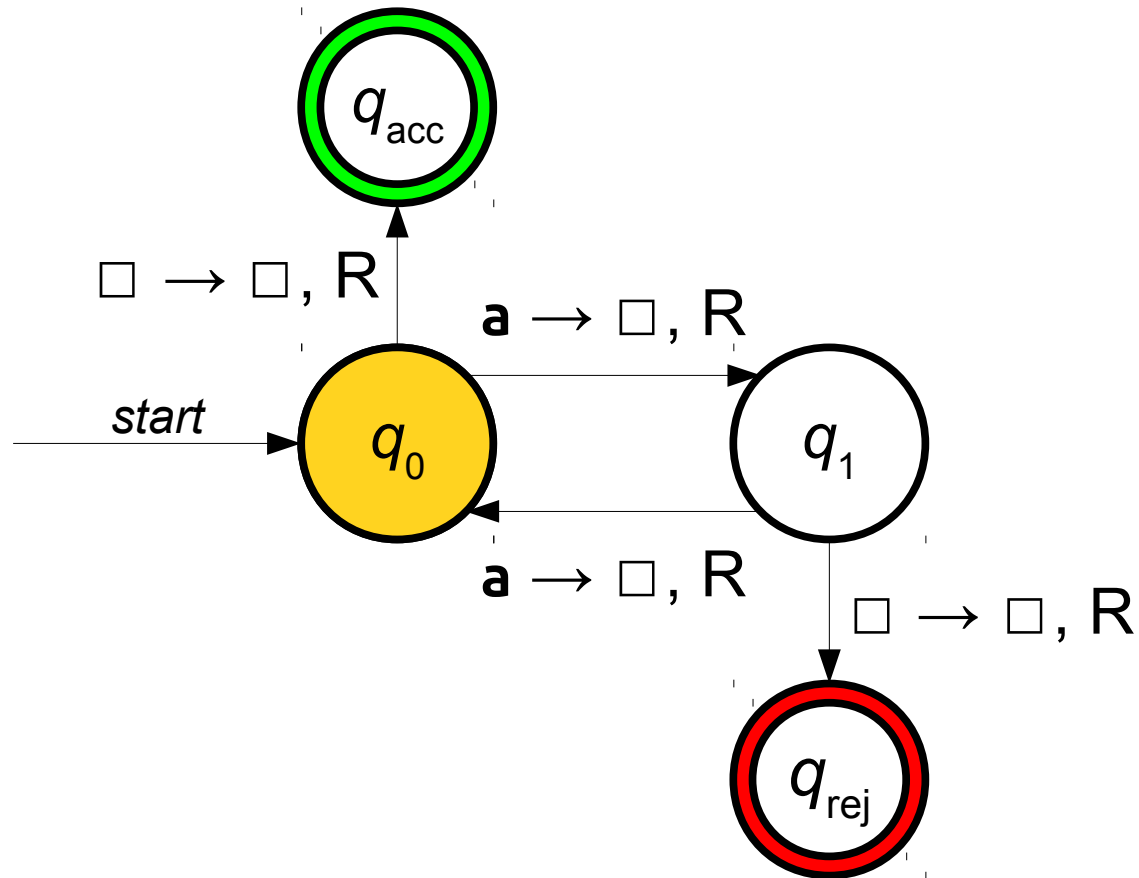 q_acc
□ → □, R
a → □, R
start
q_0
q_1
a → □, R
□ → □, R
q_rej